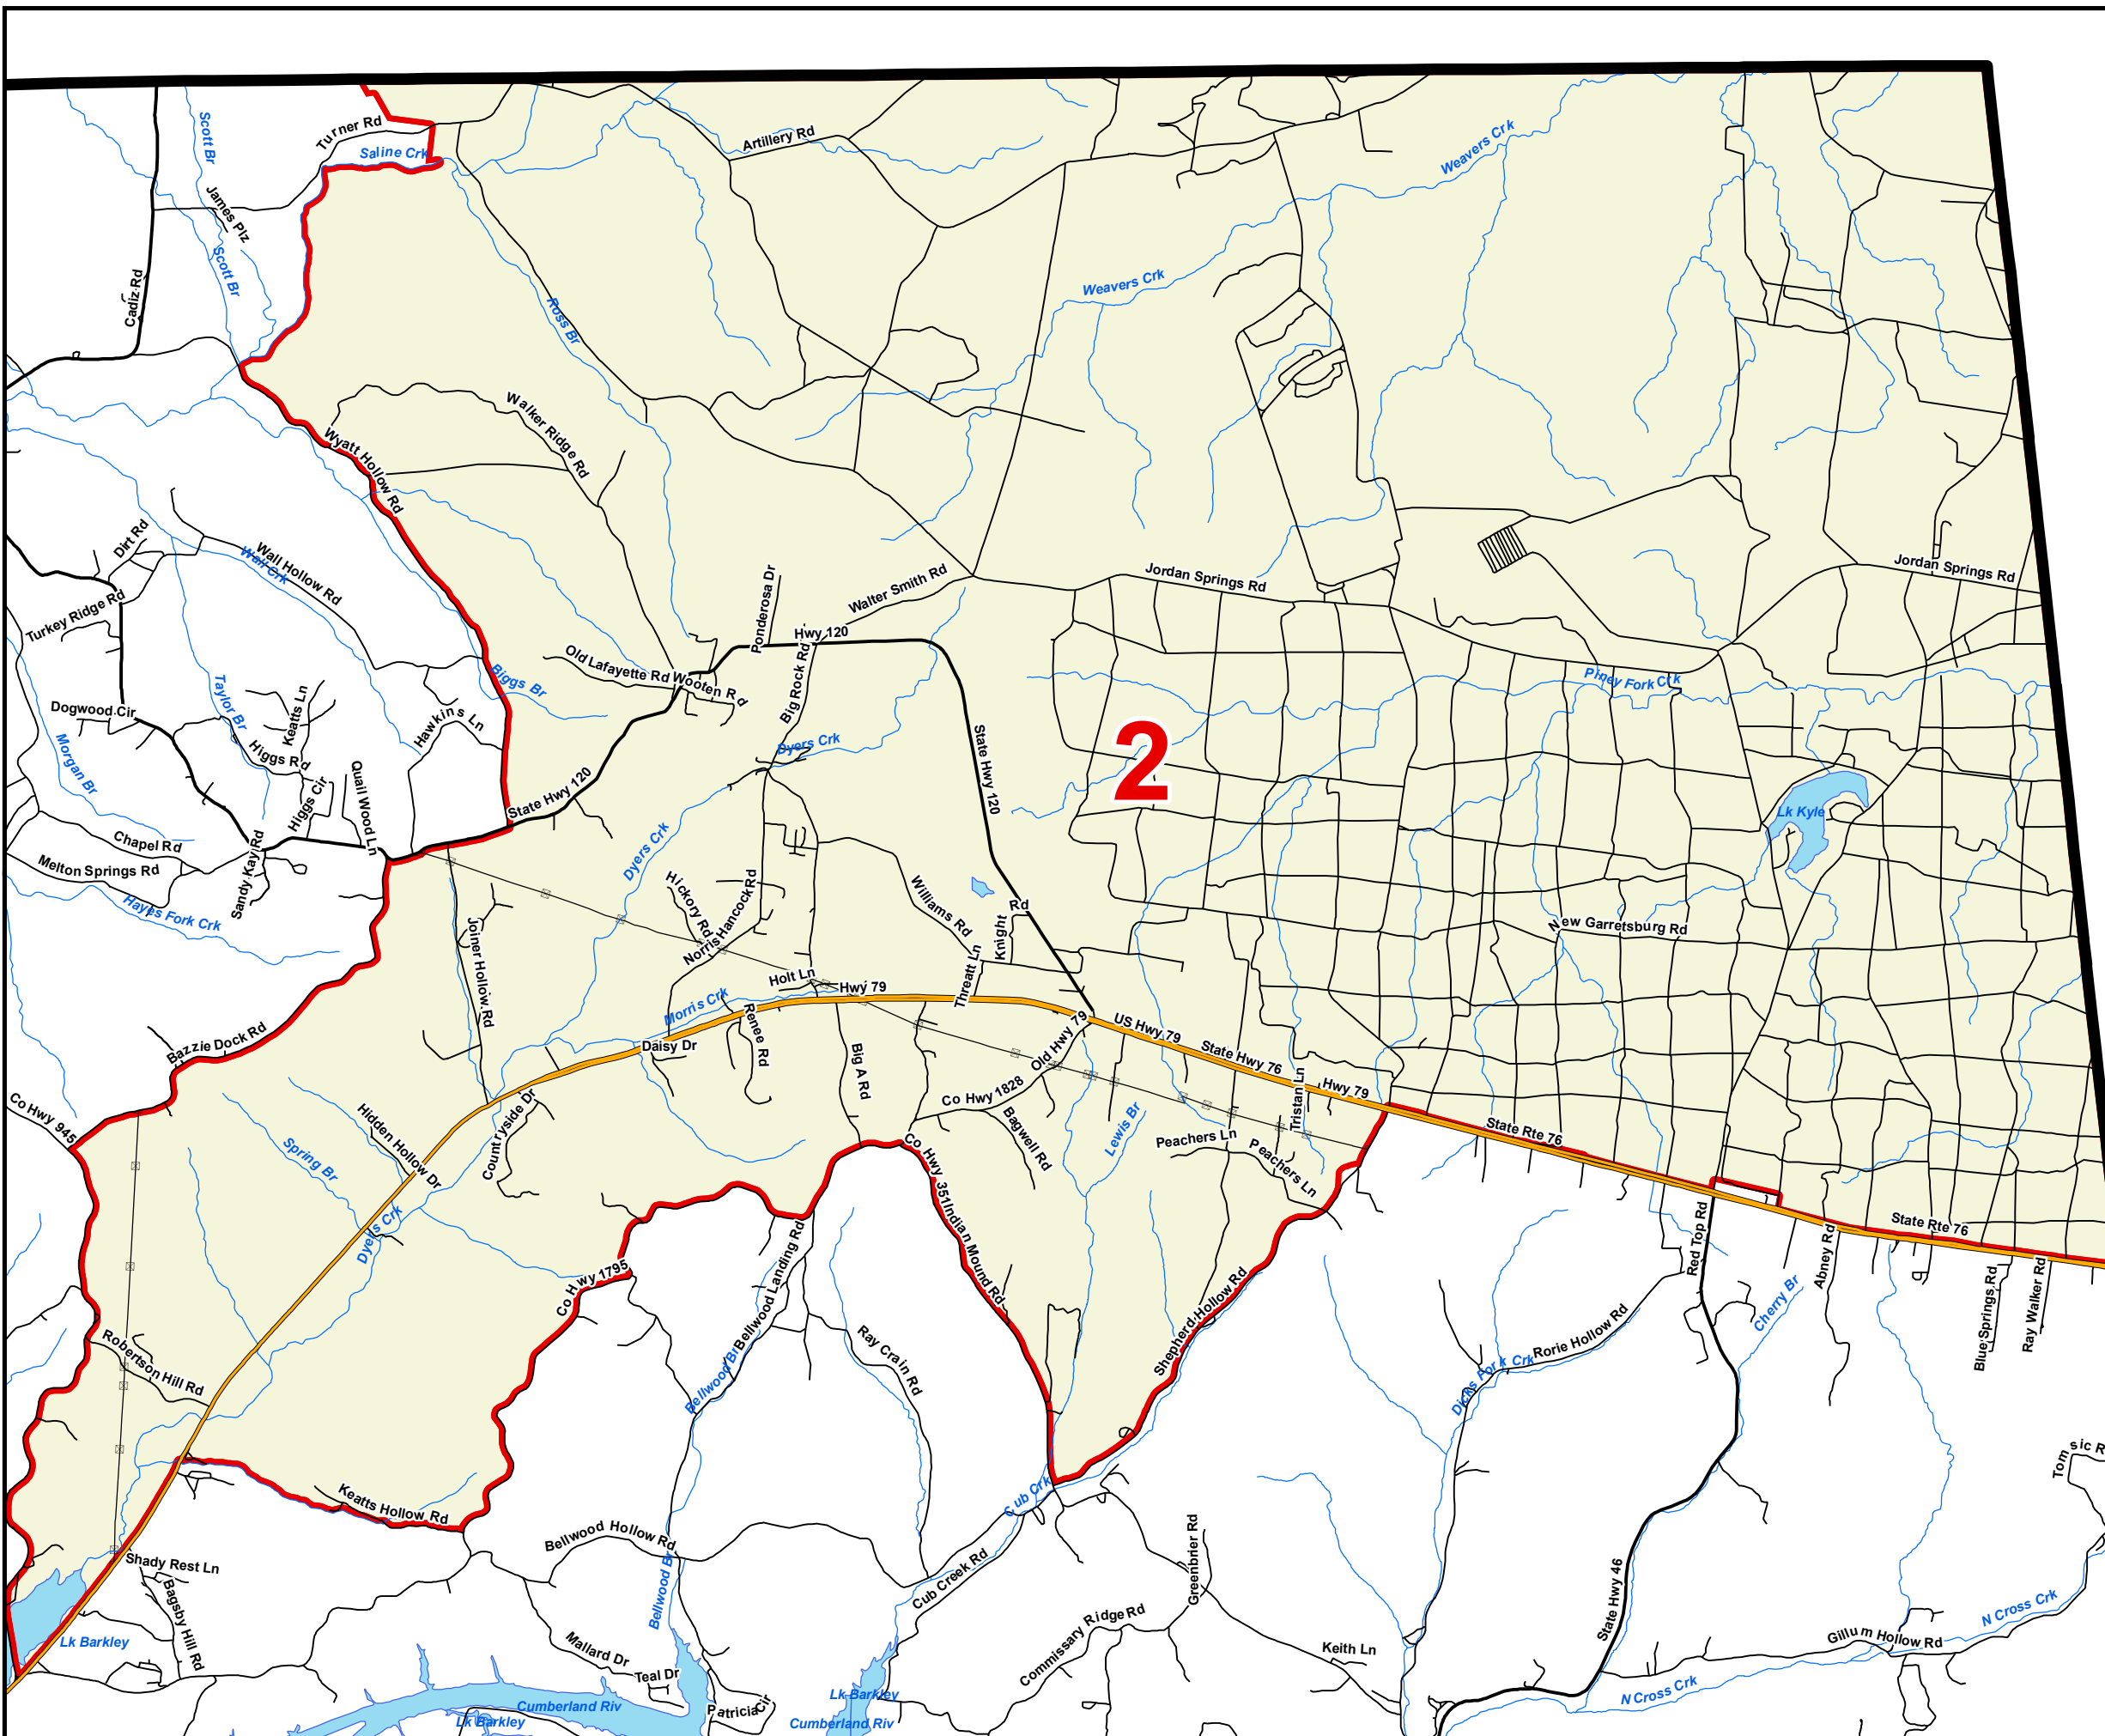 Turner Rd
Scott Br
Saline Crk
Artillery Rd
Weavers Crk
James Plz
Scott Br
Cadiz Rd
Weavers Crk
Ross Br
Walker Ridge Rd
Wyatt Hollow Rd
Dirt Rd
Wall Hollow Rd
Wall Crk
Turkey Ridge Rd
Ponderosa Dr
Walter Smith Rd
Jordan Springs Rd
Jordan Springs Rd
Hwy 120
Old Lafayette Rd
Wooten Rd
Big Rock Rd
Biggs Br
Piney Fork Crk
Taylor Br
Keatts Ln
Hawkins Ln
Dogwood Cir
Morgan Br
Higgs Rd
Higgs Cir
Quail Wood Ln
Dyers Crk
State Hwy 120
State Hwy 120
2
Lk Kyle
Chapel Rd
Melton Springs Rd
Sandy Kay Rd
Hayes Fork Crk
Dyers Crk
Hickory Rd
Norris Hancock Rd
Williams Rd
Knight Rd
New Garretsburg Rd
Joiner Hollow Rd
Holt Ln
Hwy 79
Threatt Ln
Morris Crk
Renee Rd
Daisy Dr
Bazzie Dock Rd
Big A Rd
Old Hwy 79
US Hwy 79
State Hwy 76
Hwy 79
Tristan Ln
Co Hwy 1828
Bagwell Rd
Lewis Br
Peachers Ln
Peachers Ln
State Rte 76
Co Hwy 945
Hidden Hollow Dr
Countryside Dr
Spring Br
Dyers Crk
Co Hwy 351
Indian Mound Rd
Red Top Rd
Abney Rd
State Rte 76
Co Hwy 1795
Bellwood Landing Rd
Bellwood Br
Shepherd Hollow Rd
Cherry Br
Blue Springs Rd
Ray Walker Rd
Robertson Hill Rd
Ray Crain Rd
Rorie Hollow Rd
Dicks Fork Crk
Tomsic R
Keatts Hollow Rd
Cub Crk
Bellwood Hollow Rd
Bellwood Br
Cub Creek Rd
Greenbrier Rd
State Hwy 46
Shady Rest Ln
Bagsby Hill Rd
Lk Barkley
Mallard Dr
Teal Dr
Commissary Ridge Rd
Keith Ln
Gillum Hollow Rd
N Cross Crk
N Cross Crk
Patricia Cir
Lk Barkley
Cumberland Riv
Cumberland Riv
Lk Barkley